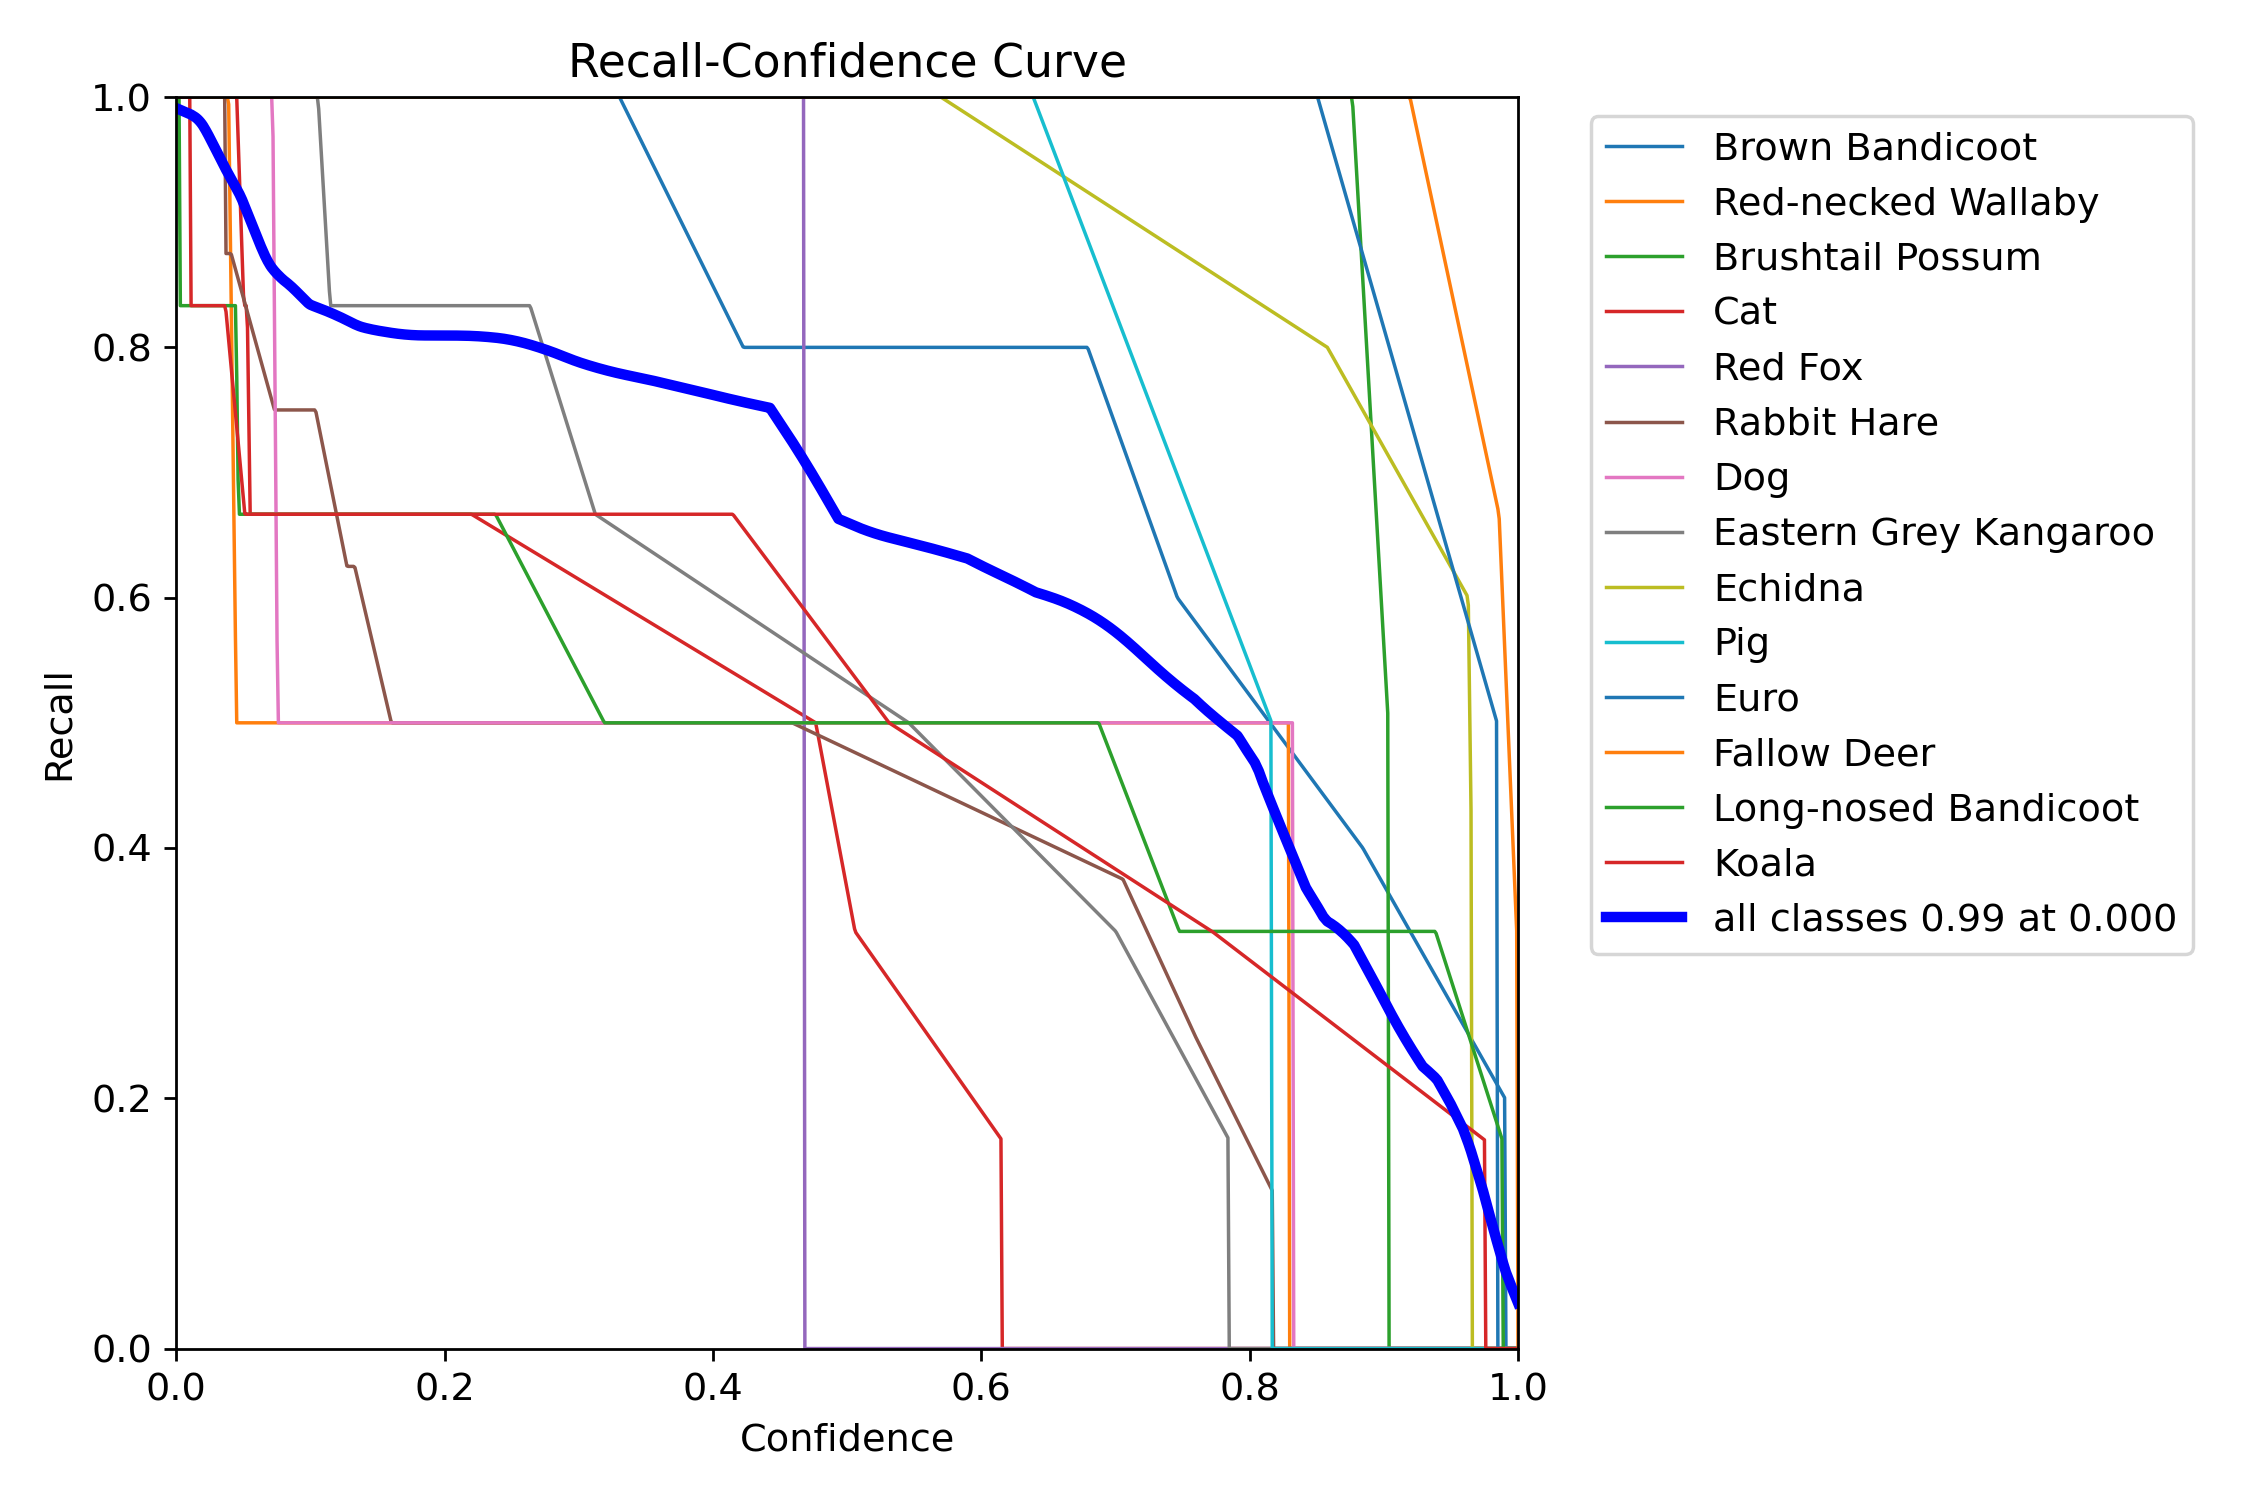 Recall-Confidence Curve
1.0
0.8
0.6
0.4
0.2
0.0
Recall
0.0 0.2 0.4 0.6 0.8 1.0
Confidence
Brown Bandicoot
Red-necked Wallaby
Brushtail Possum
Cat
Red Fox
Rabbit Hare
Dog
Eastern Grey Kangaroo
Echidna
Pig
Euro
Fallow Deer
Long-nosed Bandicoot
Koala
all classes 0.99 at 0.000